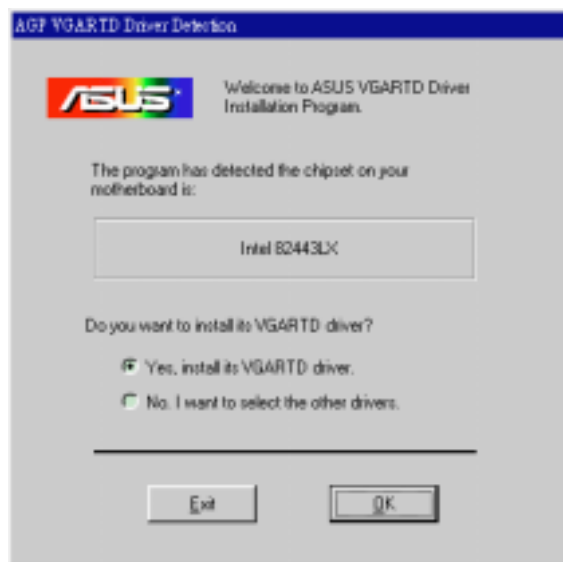 AGP VGARTD Driver Detection
ASUS
Welcome to ASUS VGARTD Driver
Installation Program.
The program has detected the chipset on your
motherboard is:
Intel 82443LX
Do you want to install its VGARTD driver?
Yes, install its VGARTD driver.
No, I want to select the other drivers.
Exit
OK